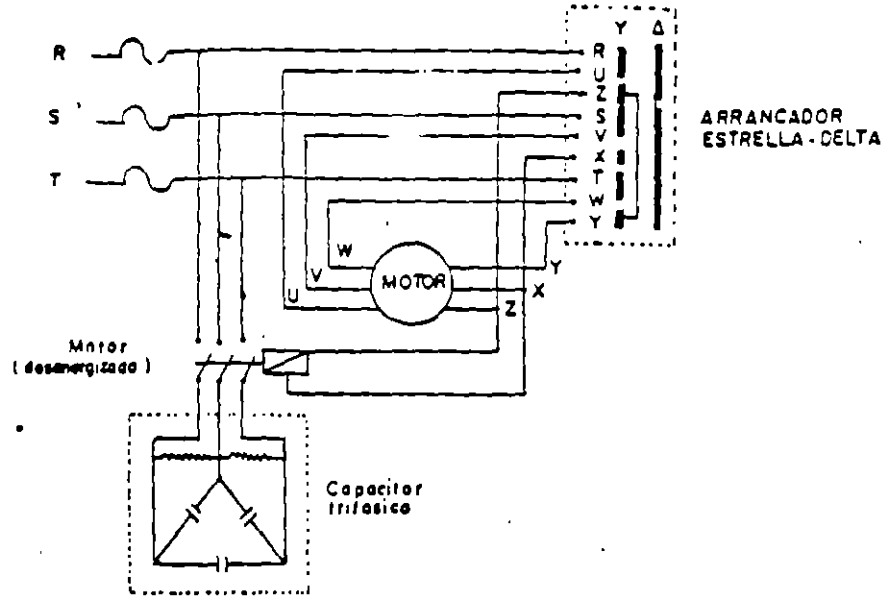 Y Δ
R
S
T
R
U
Z
S
V
X
T
W
Y
ARRANCADOR
ESTRELLA-DELTA
W
V
U
MOTOR
Y
X
Z
Motor
(desenergizado)
Capacitor
trifasico